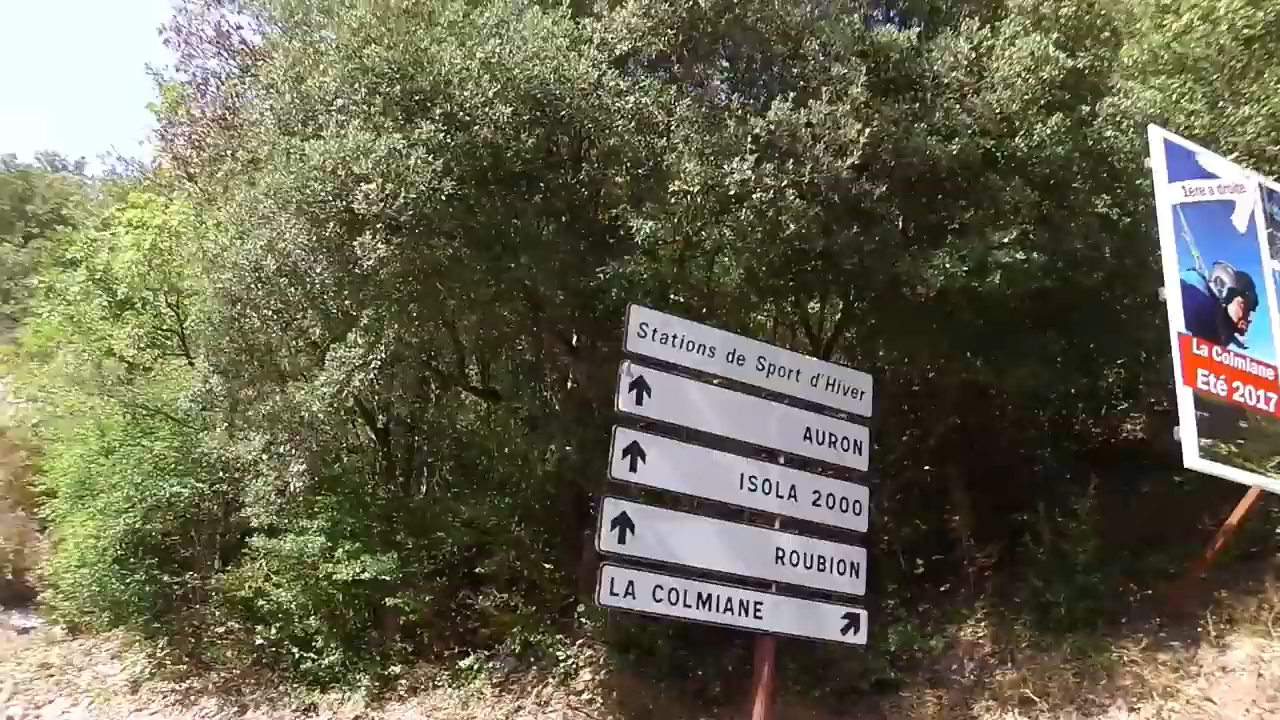 Stations de Sport d'Hiver
AURON
ISOLA 2000
ROUBION
LA COLMIANE
1ère a droite
La Colmiane
Eté 2017